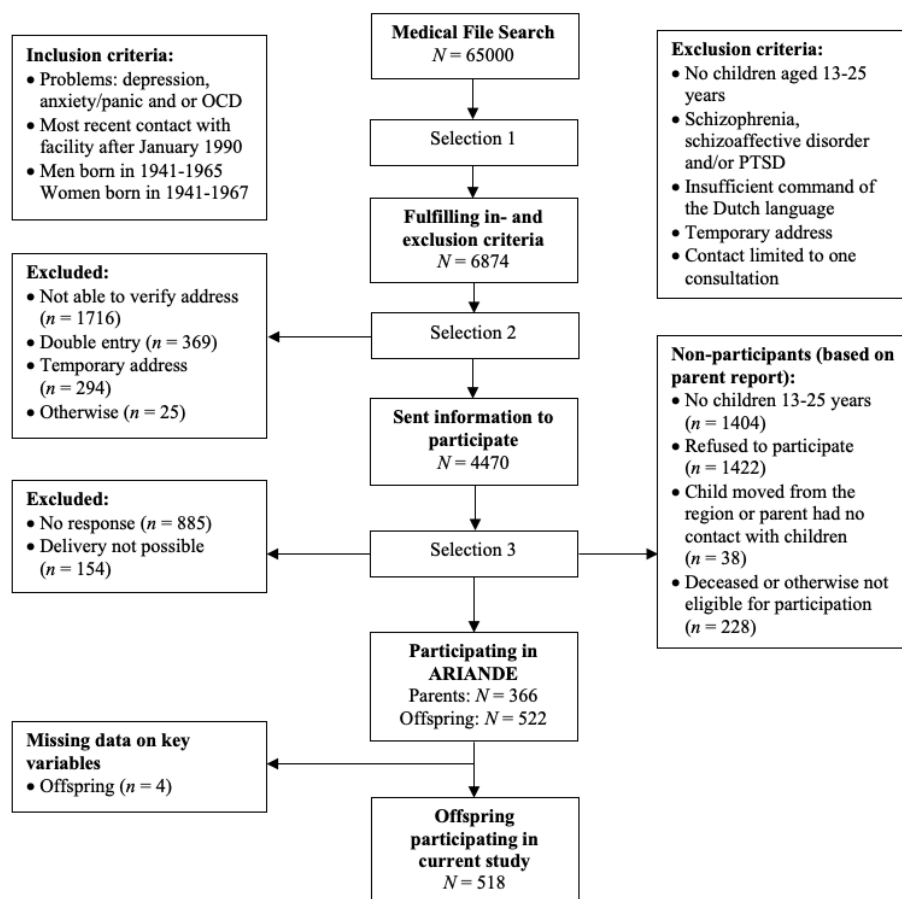 Medical File Search
N = 65000
Inclusion criteria:
• Problems: depression,
anxiety/panic and or OCD
• Most recent contact with
facility after January 1990
• Men born in 1941-1965
Women born in 1941-1967
Exclusion criteria:
• No children aged 13-25
years
• Schizophrenia,
schizoaffective disorder
and/or PTSD
• Insufficient command of
the Dutch language
• Temporary address
• Contact limited to one
consultation
Selection 1
Fulfilling in- and
exclusion criteria
N = 6874
Excluded:
• Not able to verify address
(n = 1716)
• Double entry (n = 369)
• Temporary address
(n = 294)
• Otherwise (n = 25)
Selection 2
Sent information to
participate
N = 4470
Non-participants (based on
parent report):
• No children 13-25 years
(n = 1404)
• Refused to participate
(n = 1422)
• Child moved from the
region or parent had no
contact with children
(n = 38)
• Deceased or otherwise not
eligible for participation
(n = 228)
Excluded:
• No response (n = 885)
• Delivery not possible
(n = 154)
Selection 3
Participating in
ARIANDE
Parents: N = 366
Offspring: N = 522
Missing data on key
variables
• Offspring (n = 4)
Offspring
participating in
current study
N = 518